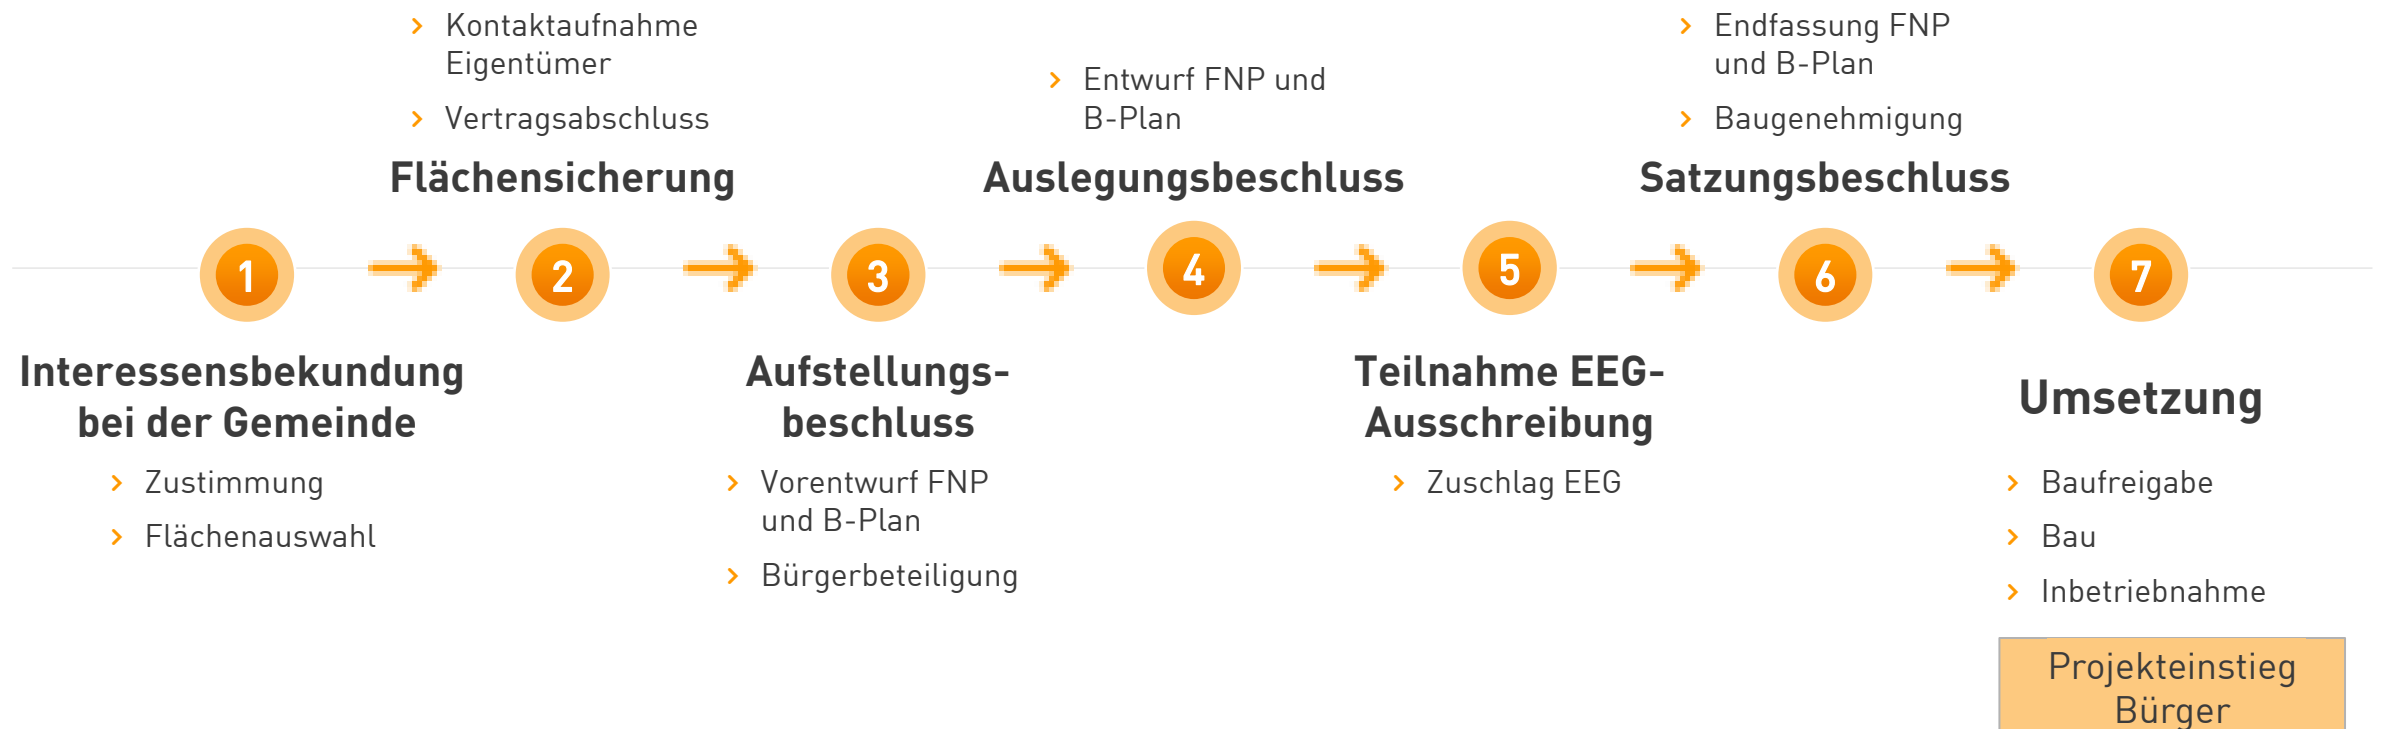 Kontaktaufnahme
Eigentümer
Vertragsabschluss
Flächensicherung
Entwurf FNP und
B-Plan
Auslegungsbeschluss
Endfassung FNP
und B-Plan
Baugenehmigung
Satzungsbeschluss
1
2
3
4
5
6
7
Interessensbekundung
bei der Gemeinde
Zustimmung
Flächenauswahl
Aufstellungs-
beschluss
Vorentwurf FNP
und B-Plan
Bürgerbeteiligung
Teilnahme EEG-
Ausschreibung
Zuschlag EEG
Umsetzung
Baufreigabe
Bau
Inbetriebnahme
Projekteinstieg
Bürger